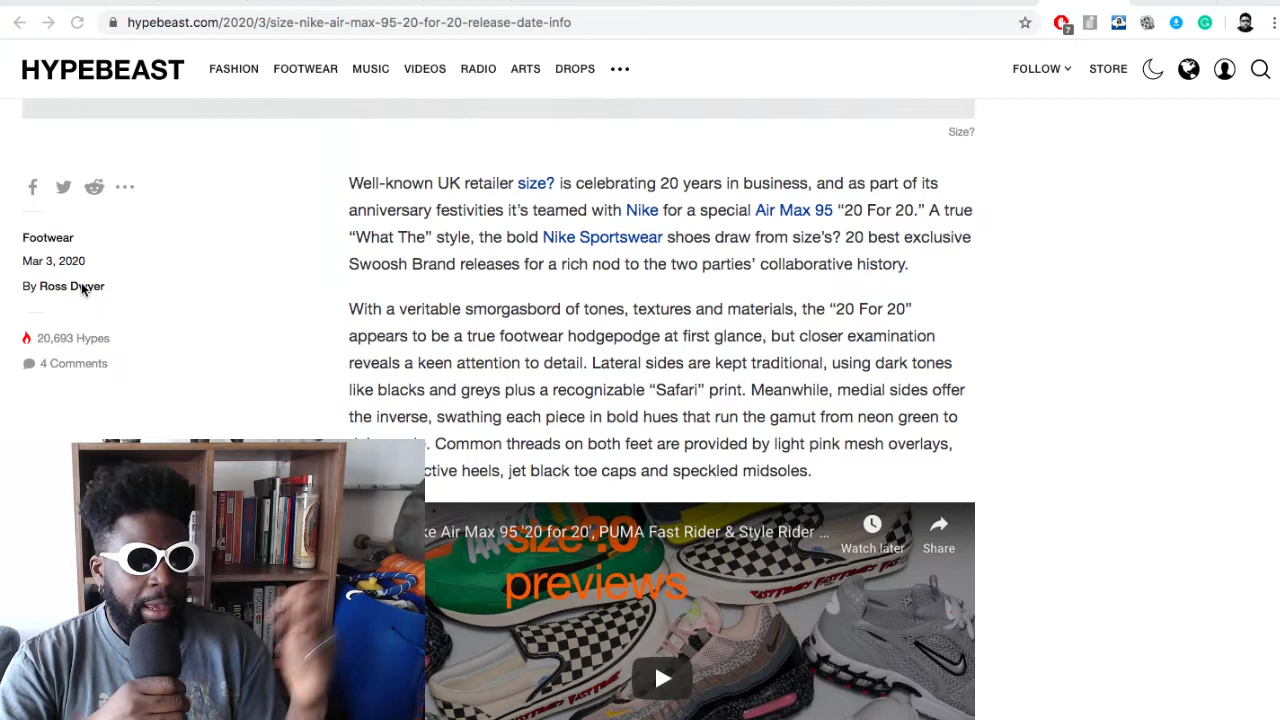 hypebeast.com/2020/3/size-nike-air-max-95-20-for-20-release-date-info
7
HYPEBEAST FASHION FOOTWEAR MUSIC VIDEOS RADIO ARTS DROPS FOLLOW STORE
Size?
Footwear
Mar 3, 2020
By Ross Dwyer
20,693 Hypes
4 Comments
Well-known UK retailer size? is celebrating 20 years in business, and as part of its
anniversary festivities it’s teamed with Nike for a special Air Max 95 “20 For 20.” A true
“What The” style, the bold Nike Sportswear shoes draw from size’s? 20 best exclusive
Swoosh Brand releases for a rich nod to the two parties’ collaborative history.
With a veritable smorgasbord of tones, textures and materials, the “20 For 20”
appears to be a true footwear hodgepodge at first glance, but closer examination
reveals a keen attention to detail. Lateral sides are kept traditional, using dark tones
like blacks and greys plus a recognizable “Safari” print. Meanwhile, medial sides offer
the inverse, swathing each piece in bold hues that run the gamut from neon green to
Common threads on both feet are provided by light pink mesh overlays,
ctive heels, jet black toe caps and speckled midsoles.
ke Air Max 95 '20 for 20', PUMA Fast Rider & Style Rider ...
Watch later
Share
size?0
previews